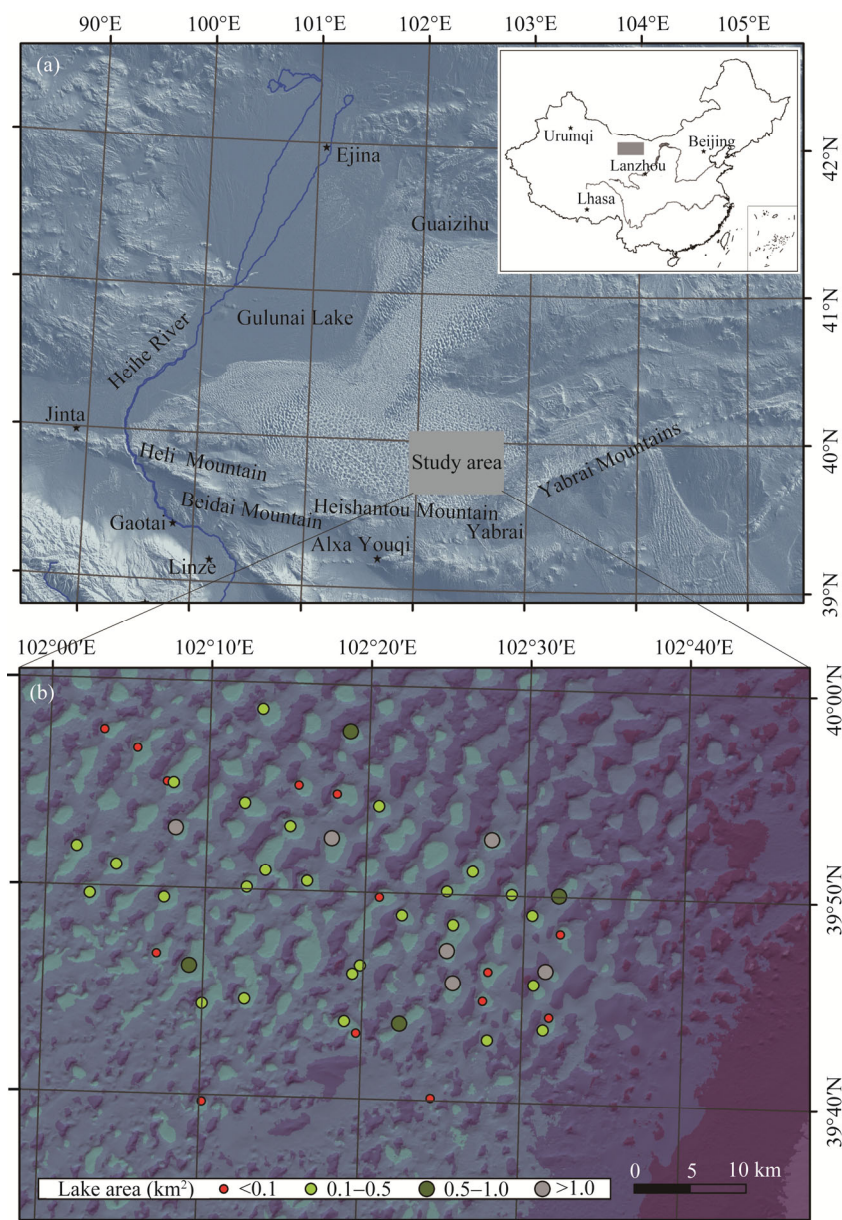 90°E 100°E 101°E 102°E 103°E 104°E 105°E
(a)
Urumqi
Beijing
Lanzhou
Lhasa
Ejina
42°N
Guaizihu
41°N
Gulunai Lake
Heihe River
Jinta
40°N
Heli Mountain
Study area
Yabrai Mountains
Beidai Mountain
Heishantou Mountain
Gaotai
Yabrai
Alxa Youqi
Linze
39°N
102°00′E 102°10′E 102°20′E 102°30′E 102°40′E
(b)
40°00′N
39°50′N
39°40′N
Lake area (km²) <0.1 0.1–0.5 0.5–1.0 >1.0
0 5 10 km